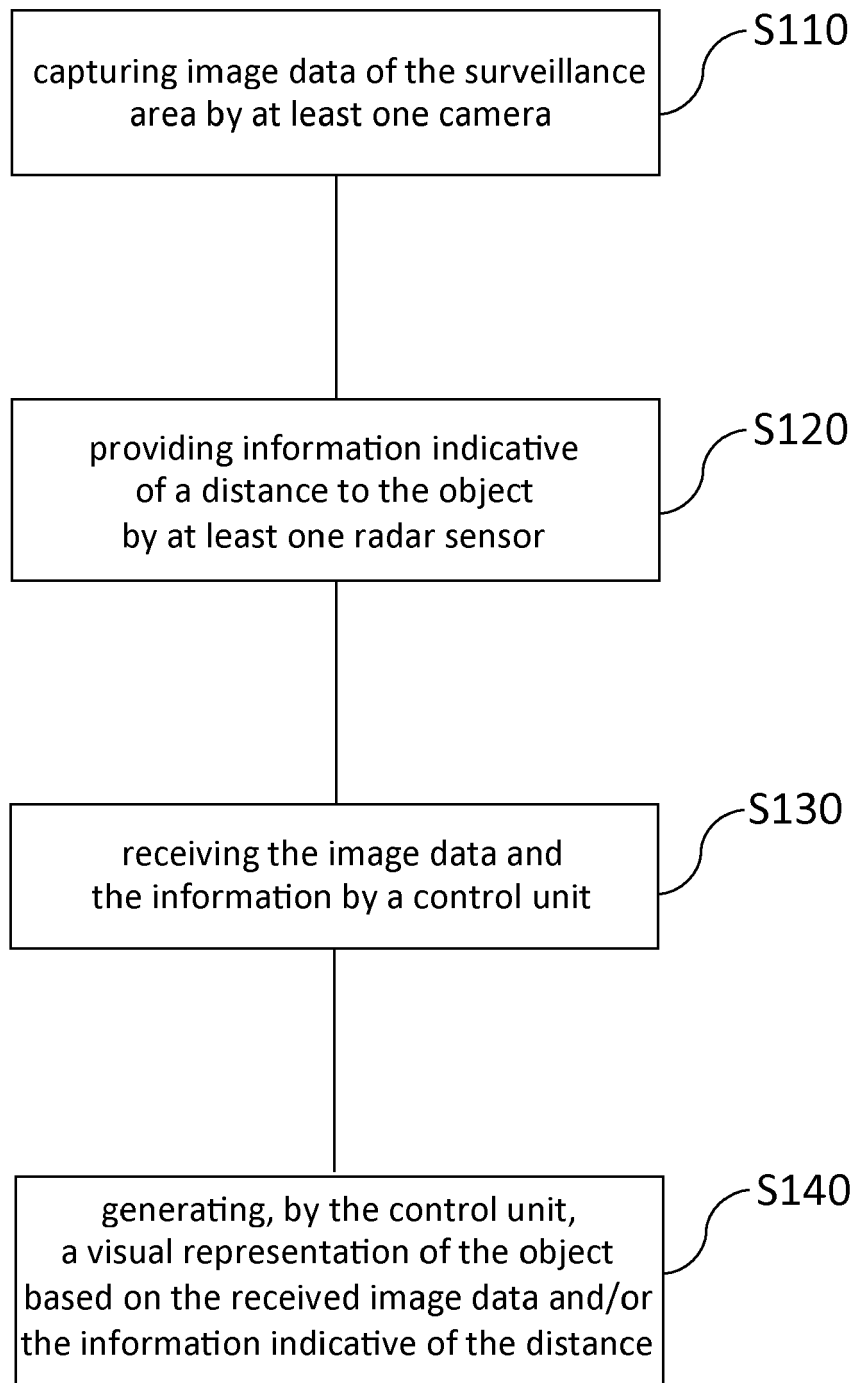 S110
capturing image data of the surveillance
area by at least one camera
S120
providing information indicative
of a distance to the object
by at least one radar sensor
S130
receiving the image data and
the information by a control unit
S140
generating, by the control unit,
a visual representation of the object
based on the received image data and/or
the information indicative of the distance